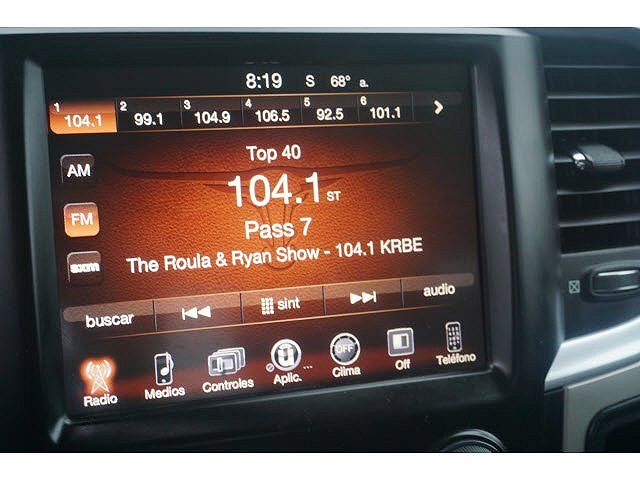 8:19 S 68° a.
1 104.1 2 99.1 3 104.9 4 106.5 5 92.5 6 101.1
AM
Top 40
104.1 ST
FM
Pass 7
The Roula & Ryan Show - 104.1 KRBE
sxm
buscar sint audio
Radio Medios Controles Aplic. ... OFF Clima Off Teléfono